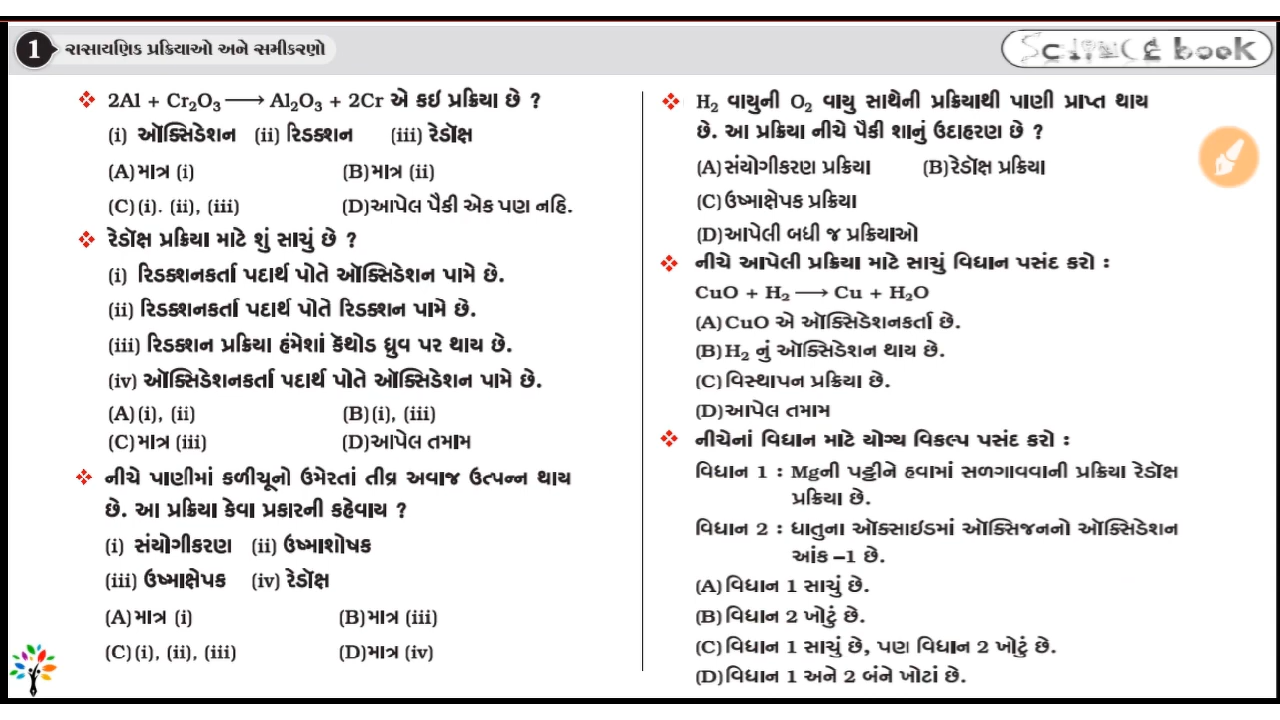 1 રાસાયણિક પ્રક્રિયાઓ અને સમીકરણો
SCIENCE book
❖ 2Al + Cr₂O₃ ⟶ Al₂O₃ + 2Cr એ કઈ પ્રક્રિયા છે ?
(i) ઑક્સિડેશન (ii) રિડક્શન (iii) રેડૉક્ષ
(A) માત્ર (i) (B) માત્ર (ii)
(C) (i). (ii), (iii) (D) આપેલ પૈકી એક પણ નહિ.
❖ રેડૉક્ષ પ્રક્રિયા માટે શું સાચું છે ?
(i) રિડક્શનકર્તા પદાર્થ પોતે ઑક્સિડેશન પામે છે.
(ii) રિડક્શનકર્તા પદાર્થ પોતે રિડક્શન પામે છે.
(iii) રિડક્શન પ્રક્રિયા હંમેશાં કૅથોડ ધ્રુવ પર થાય છે.
(iv) ઑક્સિડેશનકર્તા પદાર્થ પોતે ઑક્સિડેશન પામે છે.
(A) (i), (ii) (B) (i), (iii)
(C) માત્ર (iii) (D) આપેલ તમામ
❖ નીચે પાણીમાં કળીચૂનો ઉમેરતાં તીવ્ર અવાજ ઉત્પન્ન થાય
છે. આ પ્રક્રિયા કેવા પ્રકારની કહેવાય ?
(i) સંયોગીકરણ (ii) ઉષ્માશોષક
(iii) ઉષ્માક્ષેપક (iv) રેડૉક્ષ
(A) માત્ર (i) (B) માત્ર (iii)
(C) (i), (ii), (iii) (D) માત્ર (iv)
❖ H₂ વાયુની O₂ વાયુ સાથેની પ્રક્રિયાથી પાણી પ્રાપ્ત થાય
છે. આ પ્રક્રિયા નીચે પૈકી શાનું ઉદાહરણ છે ?
(A) સંયોગીકરણ પ્રક્રિયા (B) રેડૉક્ષ પ્રક્રિયા
(C) ઉષ્માક્ષેપક પ્રક્રિયા
(D) આપેલી બધી જ પ્રક્રિયાઓ
❖ નીચે આપેલી પ્રક્રિયા માટે સાચું વિધાન પસંદ કરો :
CuO + H₂ ⟶ Cu + H₂O
(A) CuO એ ઑક્સિડેશનકર્તા છે.
(B) H₂ નું ઑક્સિડેશન થાય છે.
(C) વિસ્થાપન પ્રક્રિયા છે.
(D) આપેલ તમામ
❖ નીચેનાં વિધાન માટે યોગ્ય વિકલ્પ પસંદ કરો :
વિધાન 1 : Mgની પટ્ટીને હવામાં સળગાવવાની પ્રક્રિયા રેડૉક્ષ
પ્રક્રિયા છે.
વિધાન 2 : ધાતુના ઑક્સાઇડમાં ઑક્સિજનનો ઑક્સિડેશન
આંક –1 છે.
(A) વિધાન 1 સાચું છે.
(B) વિધાન 2 ખોટું છે.
(C) વિધાન 1 સાચું છે, પણ વિધાન 2 ખોટું છે.
(D) વિધાન 1 અને 2 બંને ખોટાં છે.